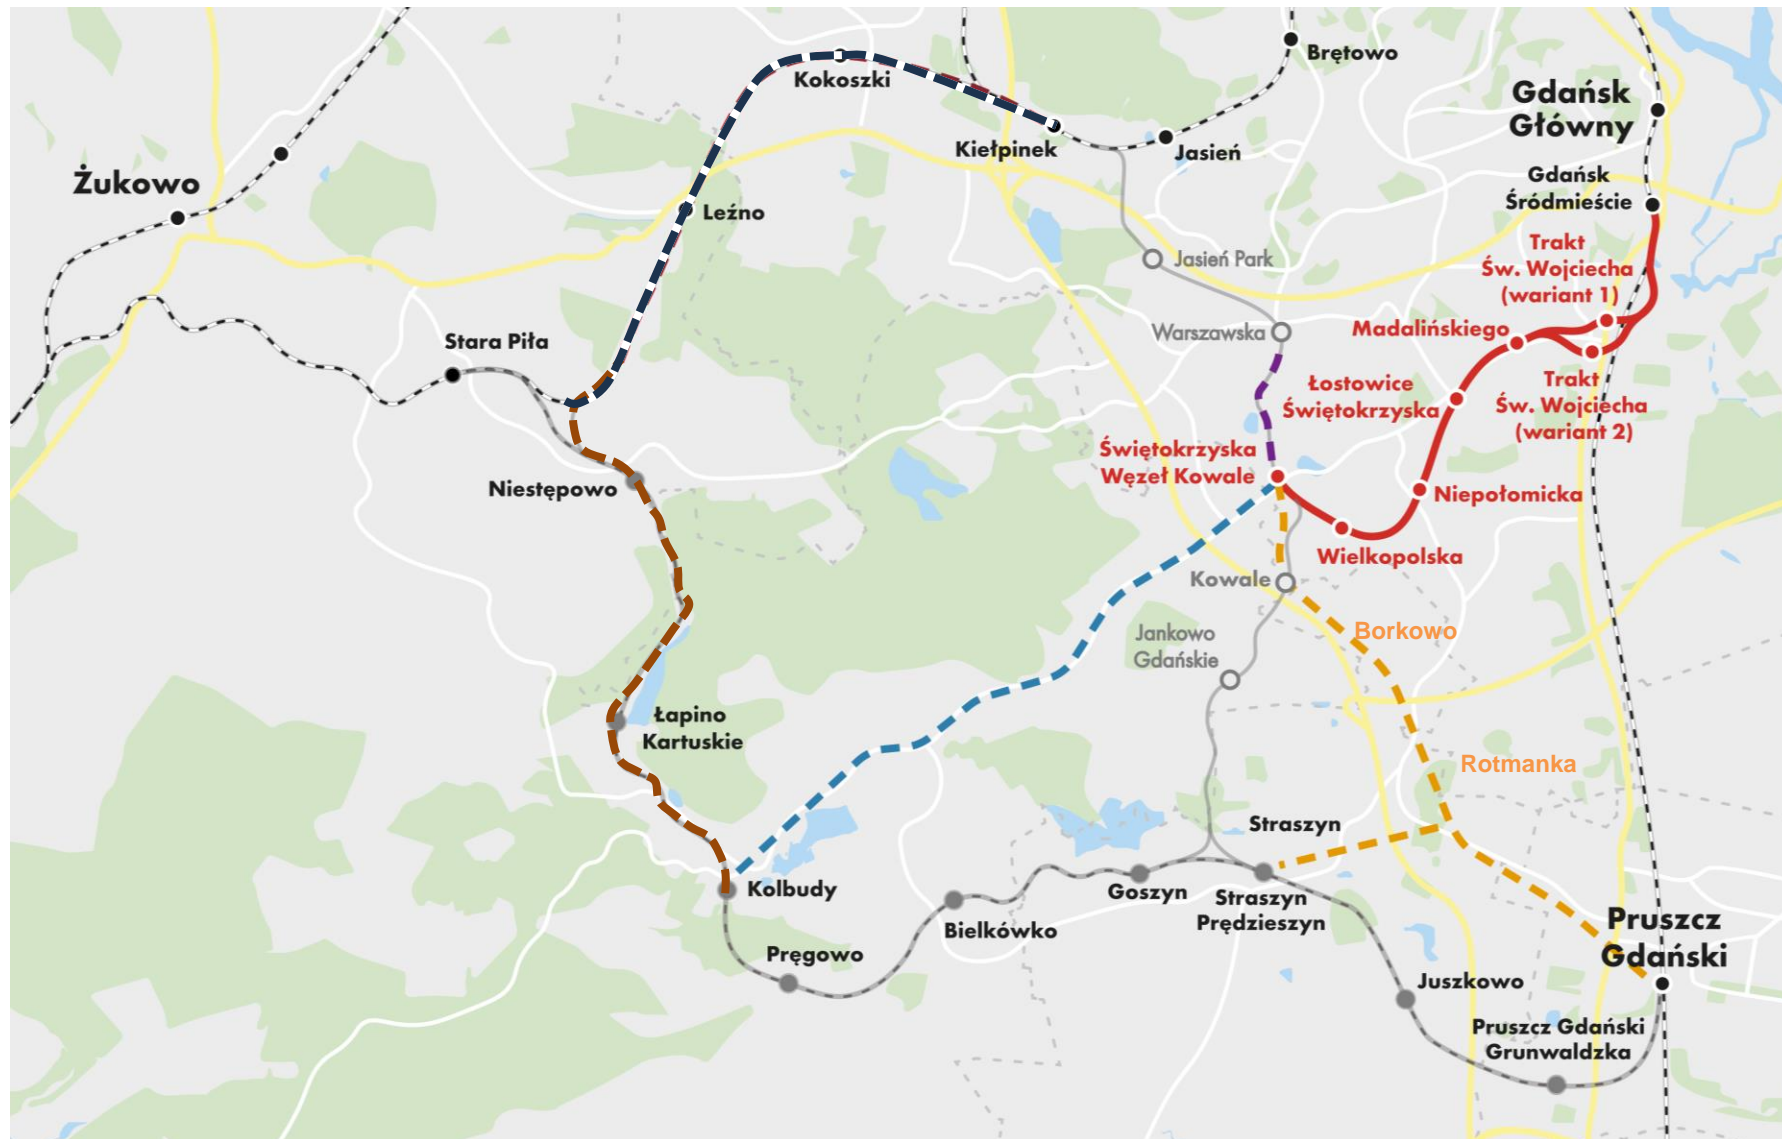 Brętowo
Kokoszki
Gdańsk
Główny
Kiełpinek
Jasień
Żukowo
Gdańsk
Śródmieście
Leźno
Trakt
Św. Wojciecha
(wariant 1)
Jasień Park
Warszawska
Madalińskiego
Stara Piła
Łostowice
Świętokrzyska
Trakt
Św. Wojciecha
(wariant 2)
Świętokrzyska
Węzeł Kowale
Niestępowo
Niepołomicka
Wielkopolska
Kowale
Borkowo
Jankowo
Gdańskie
Łapino
Kartuskie
Rotmanka
Straszyn
Kolbudy
Goszyn
Straszyn
Prędzieszyn
Bielkówko
Pruszcz
Gdański
Pręgowo
Juszkowo
Pruszcz Gdański
Grunwaldzka